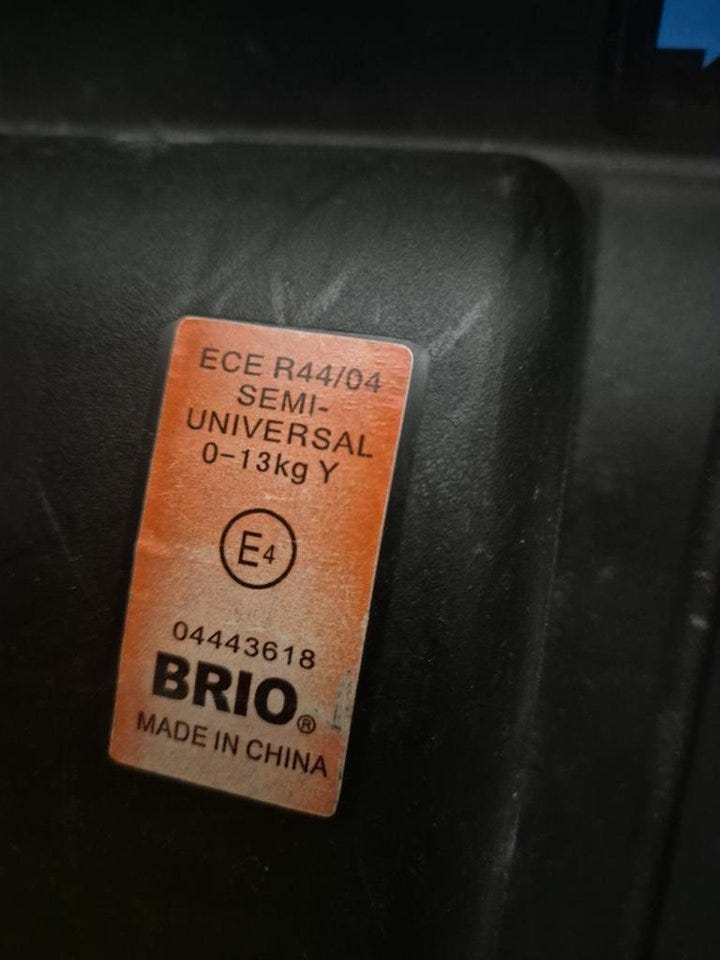 ECE R44/04
SEMI-
UNIVERSAL
0-13kg Y
E4
04443618
BRIO®
MADE IN CHINA